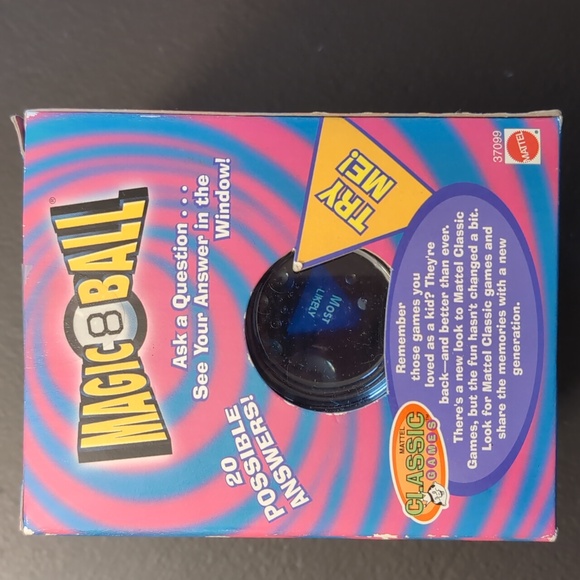 MAGIC 8 BALL®
Ask a Question . . .
See Your Answer in the
Window!
20
POSSIBLE
ANSWERS!
MOST
LIKELY
TRY
ME!
Remember
those games you
loved as a kid? They're
back—and better than ever.
There's a new look to Mattel Classic
Games, but the fun hasn't changed a bit.
Look for Mattel Classic games and
share the memories with a new
generation.
MATTEL
CLASSIC
GAMES™
37099
MATTEL